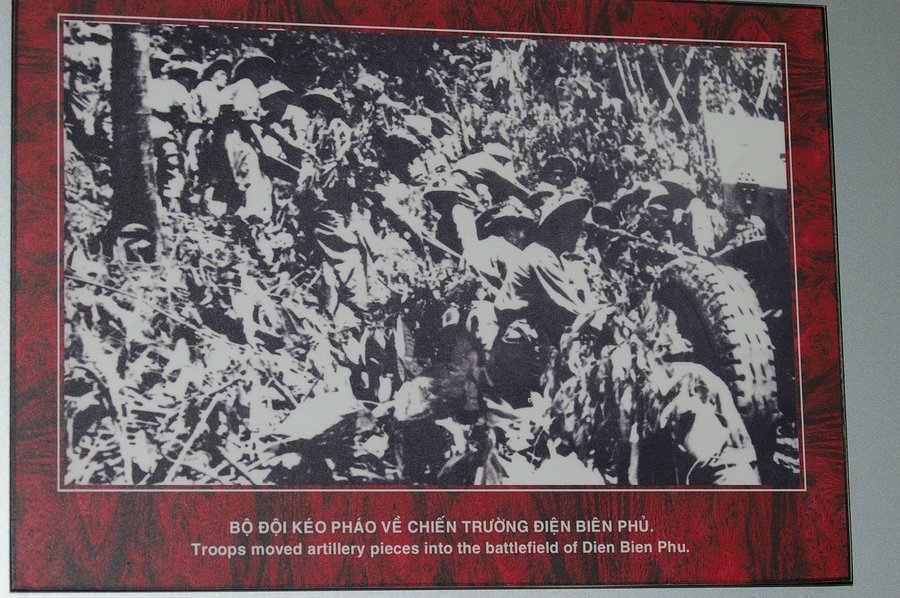 BỘ ĐỘI KÉO PHÁO VỀ CHIẾN TRƯỜNG ĐIỆN BIÊN PHỦ.
Troops moved artillery pieces into the battlefield of Dien Bien Phu.